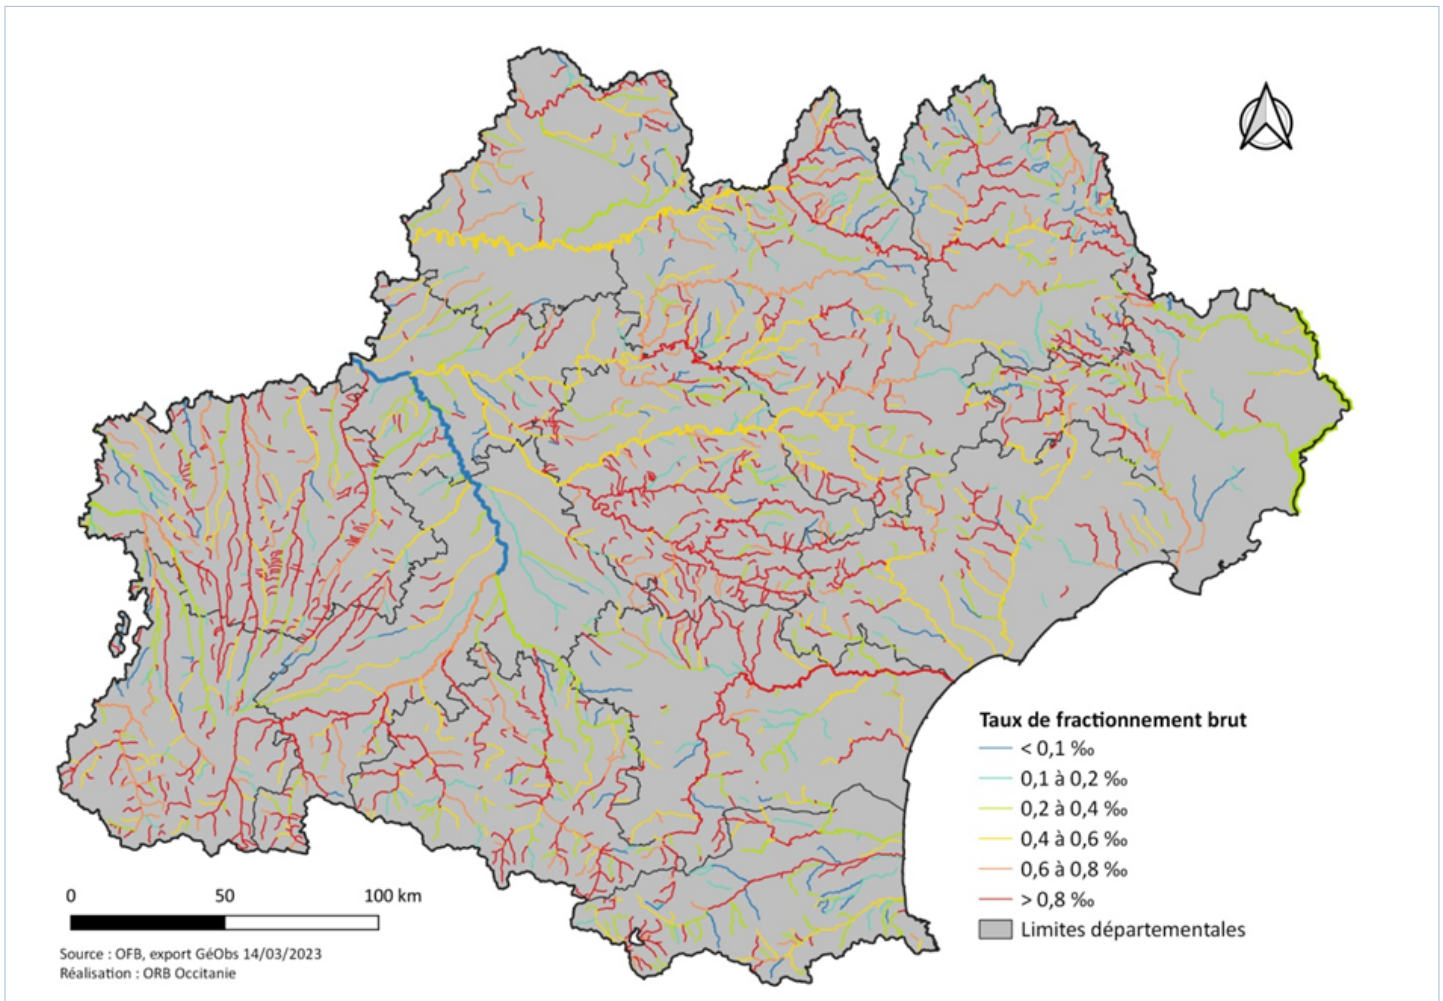 Taux de fractionnement brut
< 0,1 ‰
0,1 à 0,2 ‰
0,2 à 0,4 ‰
0,4 à 0,6 ‰
0,6 à 0,8 ‰
> 0,8 ‰
Limites départementales
0 50 100 km
Source : OFB, export GéObs 14/03/2023
Réalisation : ORB Occitanie